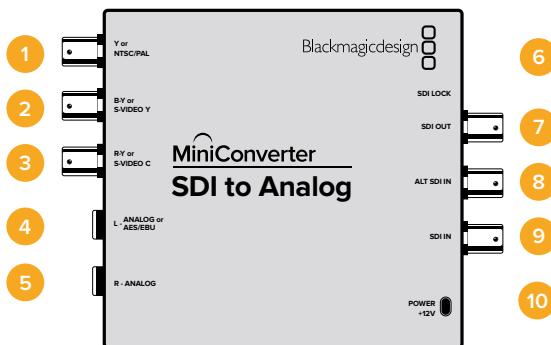 1
Y or
NTSC/PAL
2
B-Y or
S-VIDEO Y
3
R-Y or
S-VIDEO C
4
L - ANALOG or
AES/EBU
5
R - ANALOG
MiniConverter
SDI to Analog
Blackmagicdesign
6
SDI LOCK
7
SDI OUT
8
ALT SDI IN
9
SDI IN
10
POWER
+12V